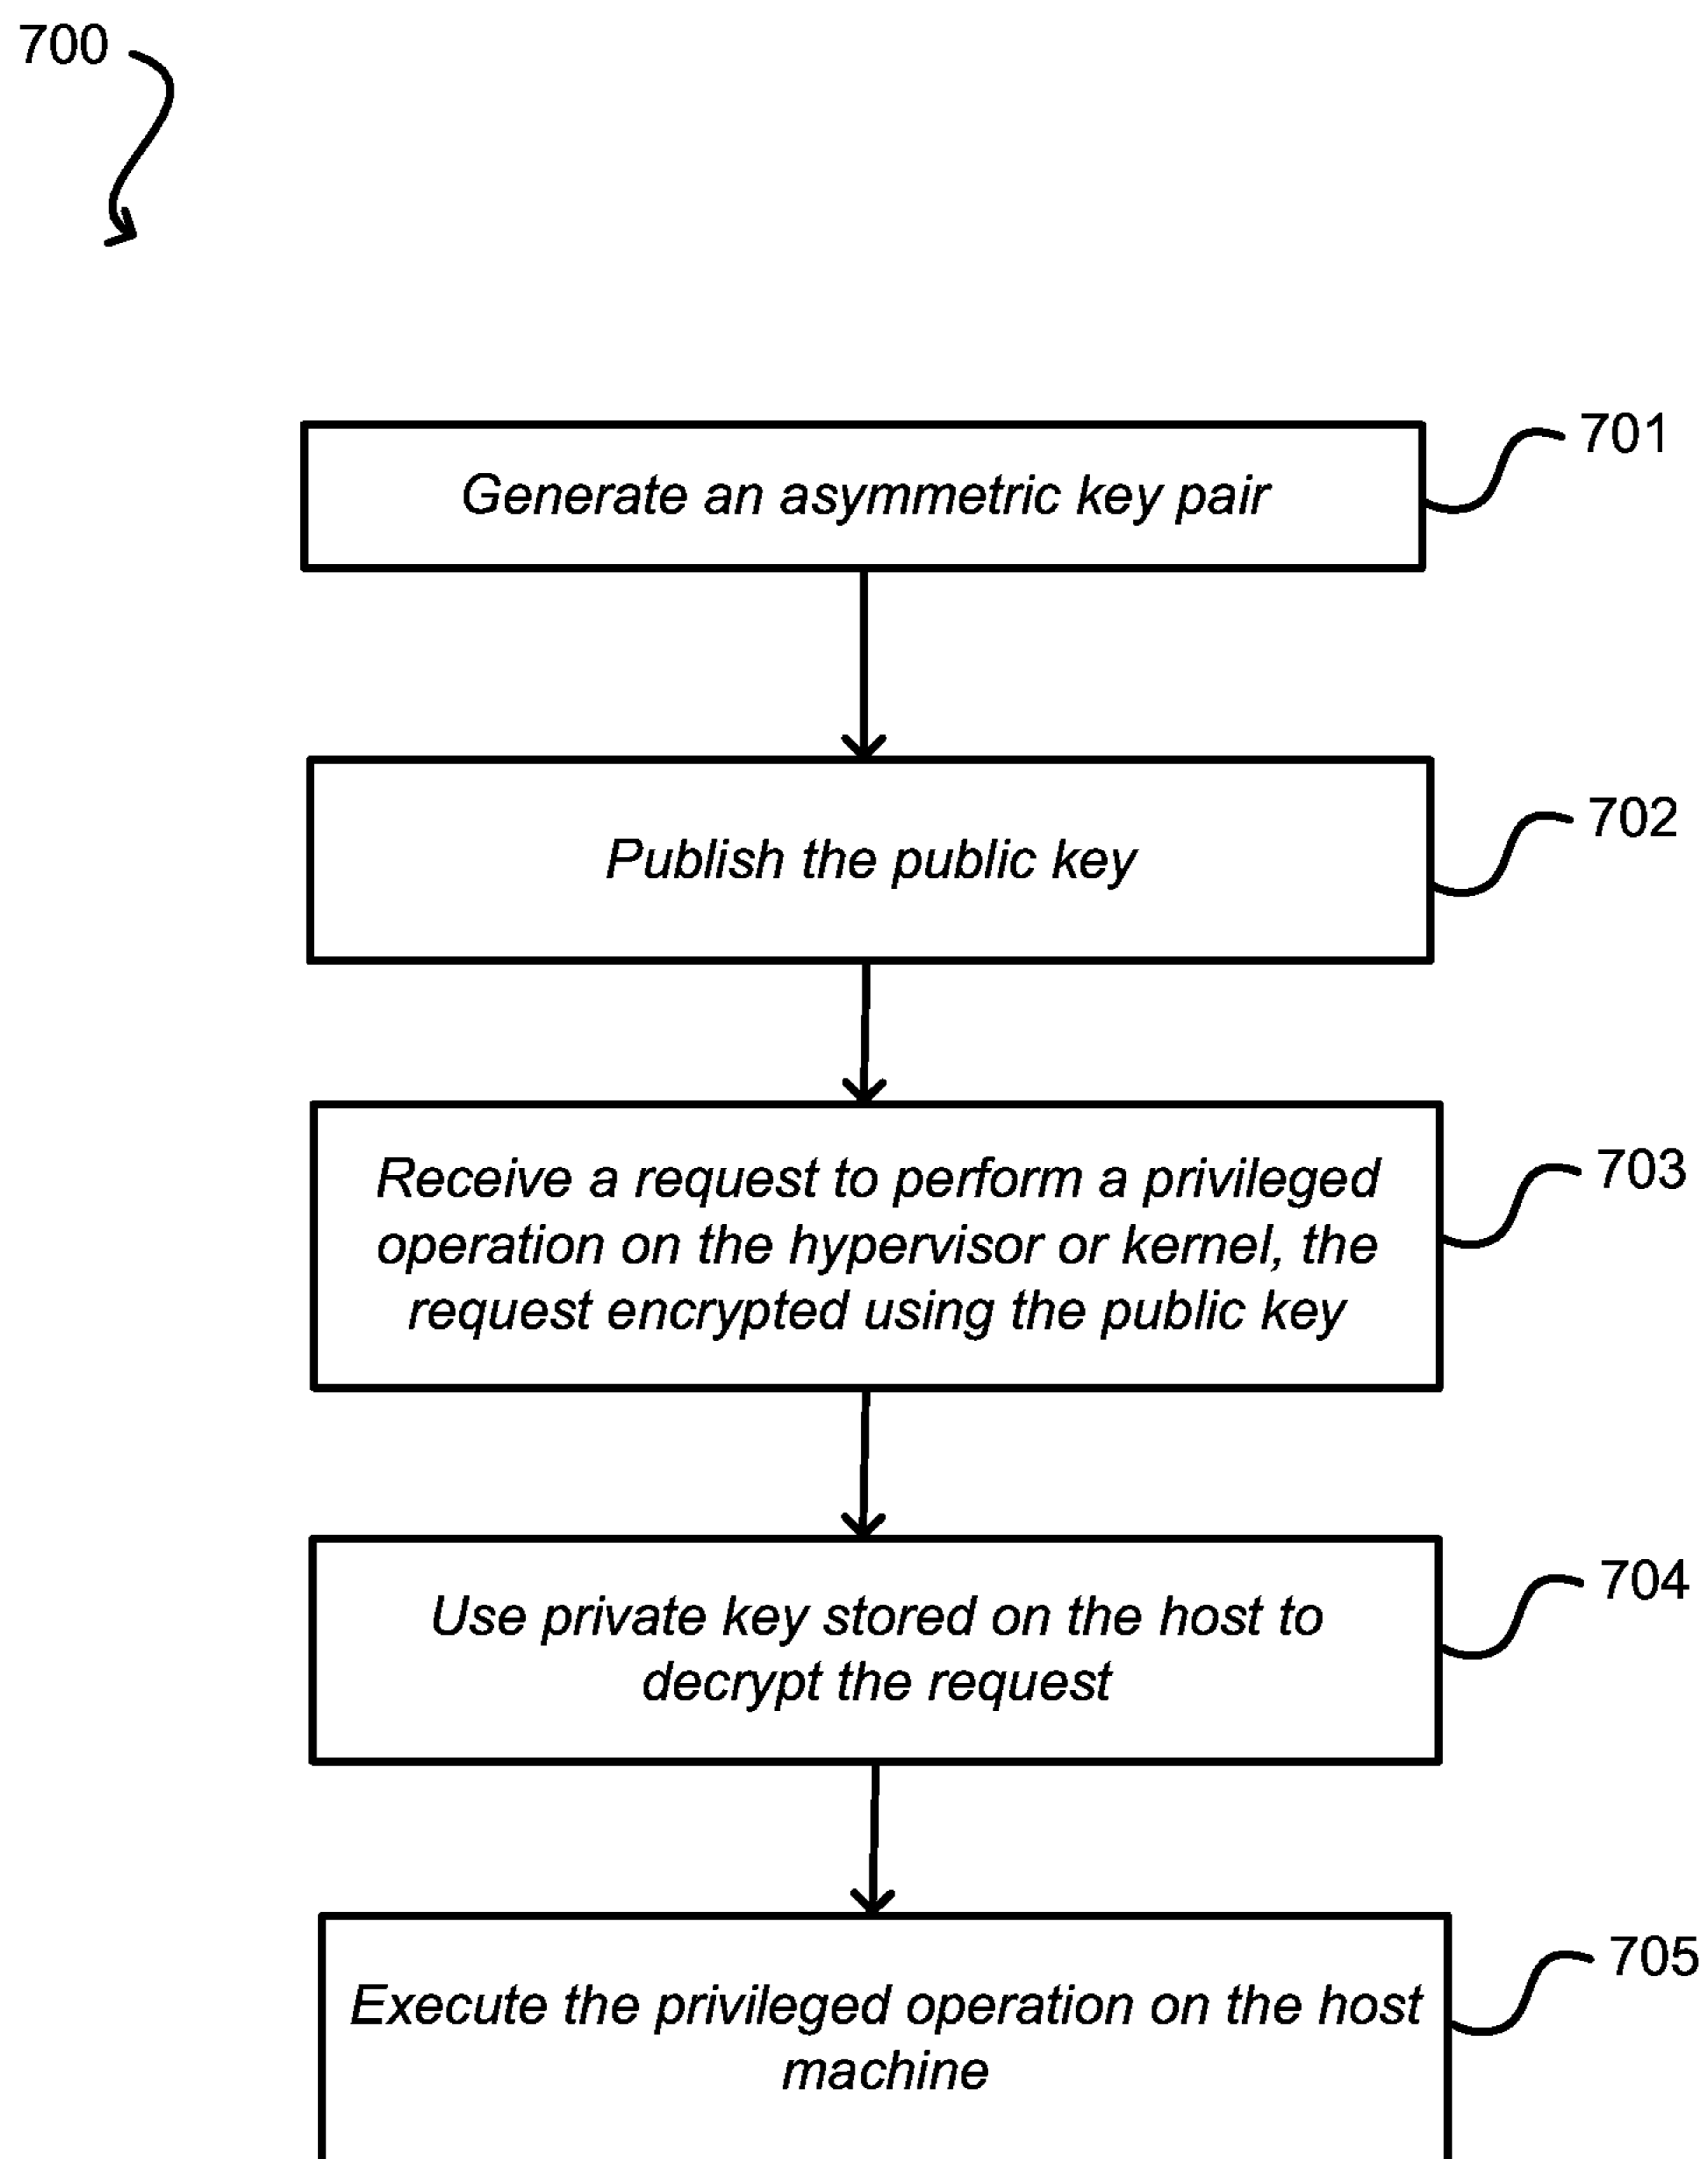 700
701
Generate an asymmetric key pair
702
Publish the public key
703
Receive a request to perform a privileged
operation on the hypervisor or kernel, the
request encrypted using the public key
704
Use private key stored on the host to
decrypt the request
705
Execute the privileged operation on the host
machine